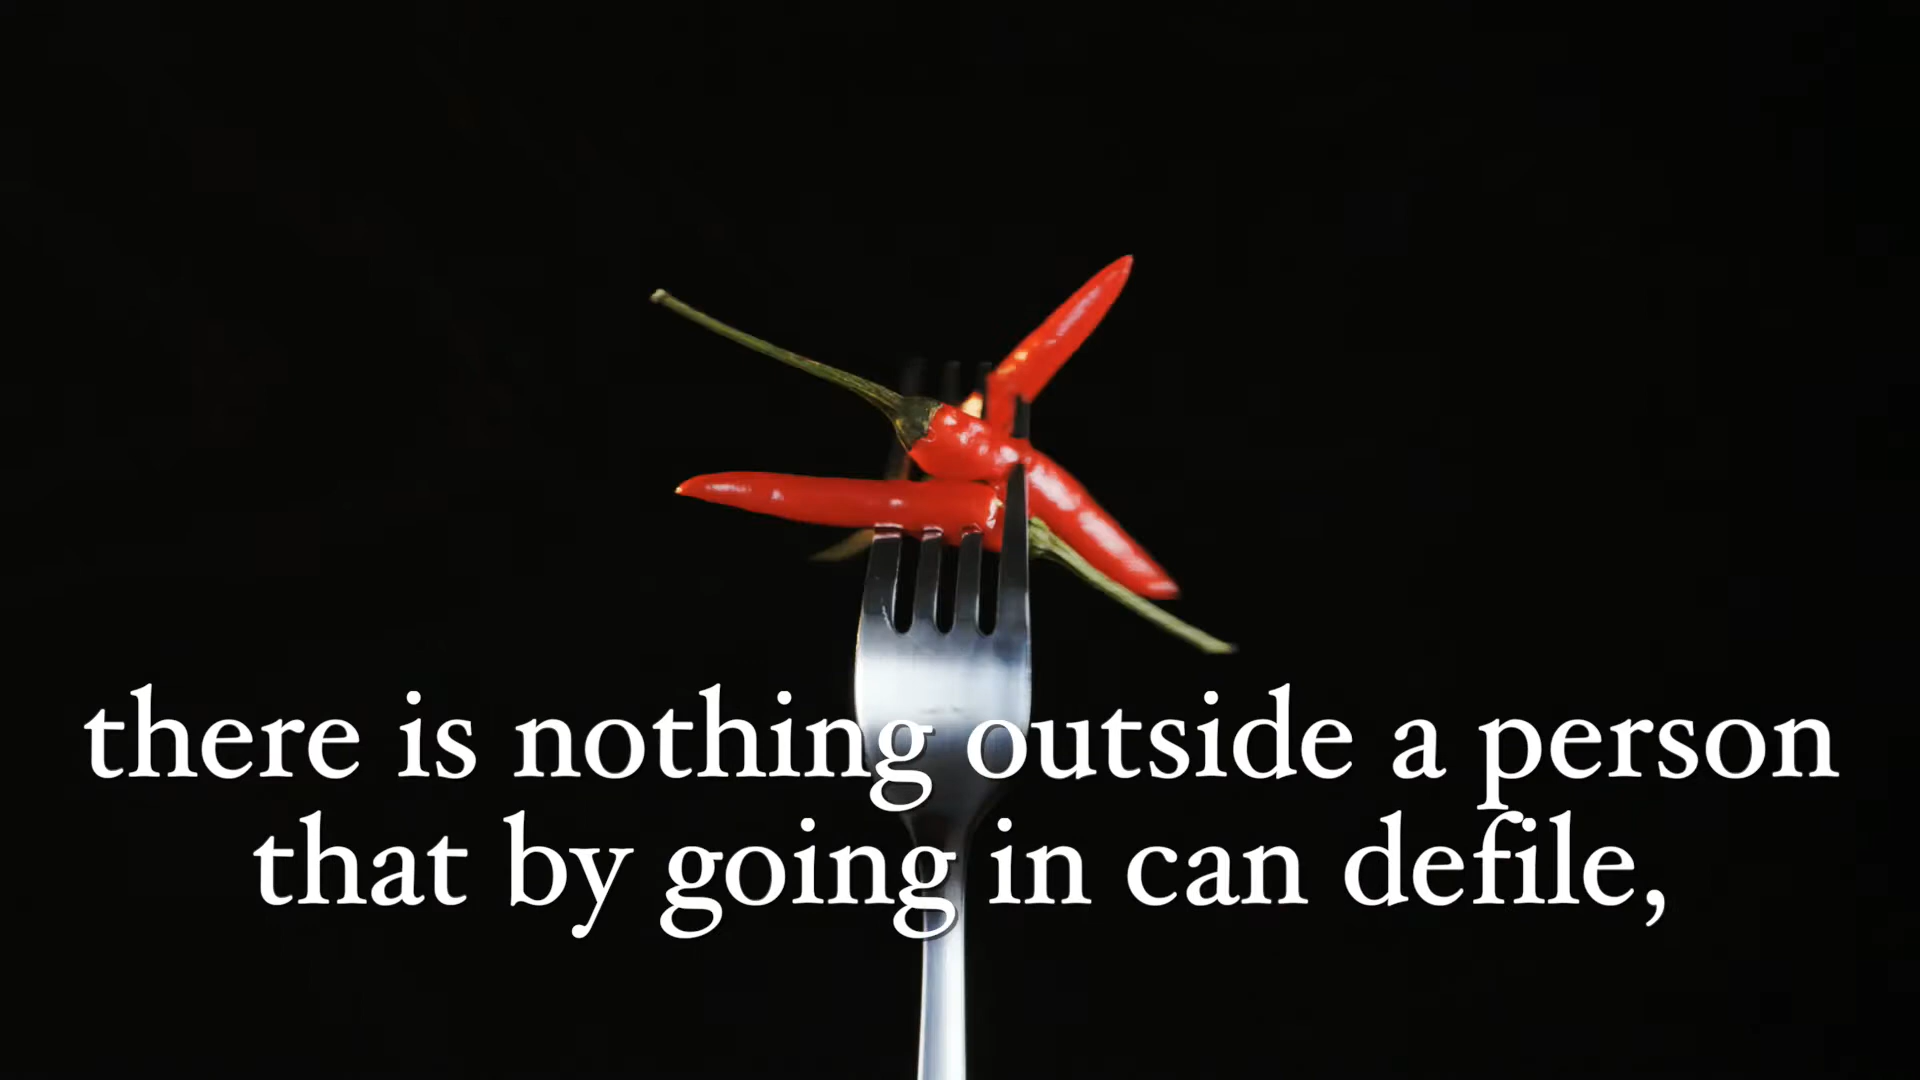 there is nothing outside a person
that by going in can defile,